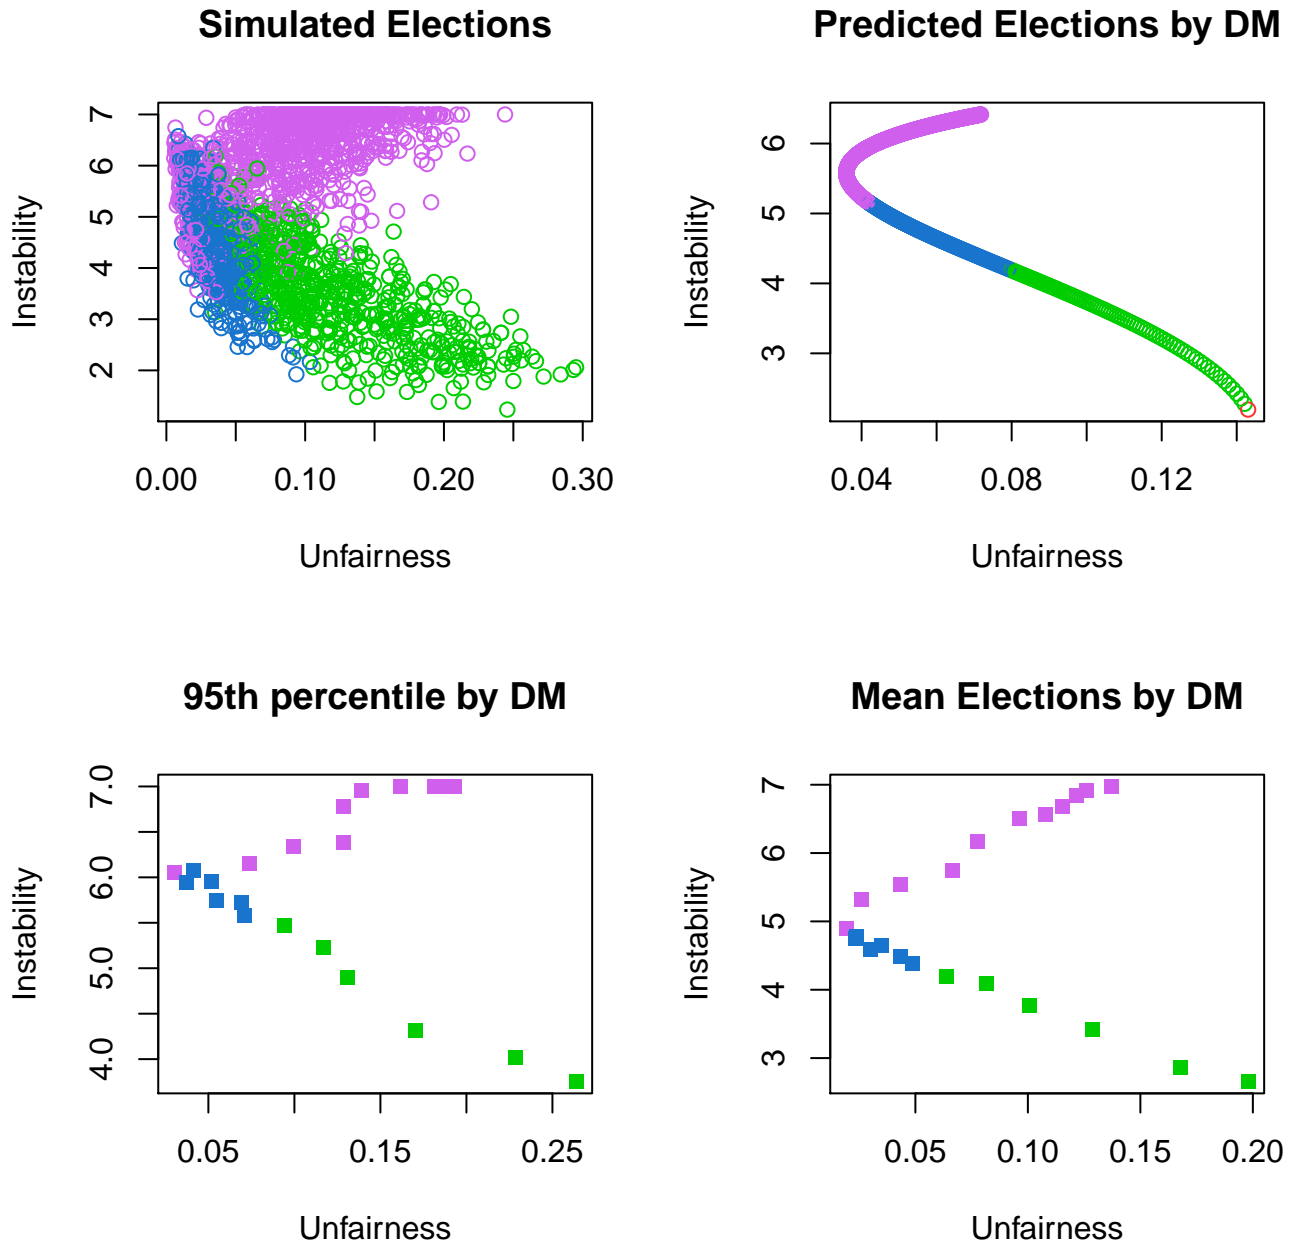 Simulated Elections
Instability
7
6
5
4
3
2
0.00 0.10 0.20 0.30
Unfairness
Predicted Elections by DM
Instability
6
5
4
3
0.04 0.08 0.12
Unfairness
95th percentile by DM
Instability
7.0
6.0
5.0
4.0
0.05 0.15 0.25
Unfairness
Mean Elections by DM
Instability
7
6
5
4
3
0.05 0.10 0.15 0.20
Unfairness